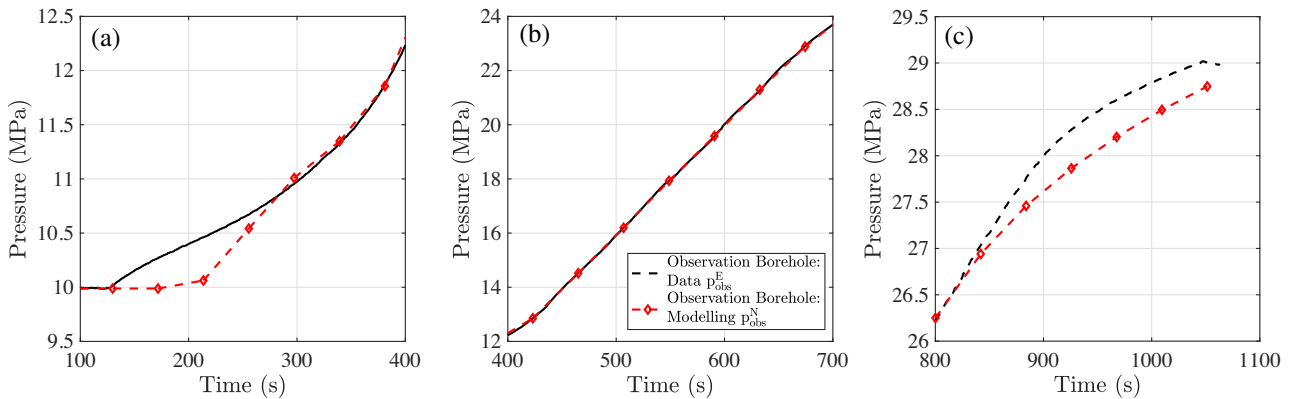 (a)
Pressure (MPa)
12.5
12
11.5
11
10.5
10
9.5
100
200
300
400
Time (s)
(b)
Pressure (MPa)
24
22
20
18
16
14
12
400
500
600
700
Time (s)
Observation Borehole:
Data p^E_obs
Observation Borehole:
Modelling p^N_obs
(c)
Pressure (MPa)
29.5
29
28.5
28
27.5
27
26.5
26
800
900
1000
1100
Time (s)